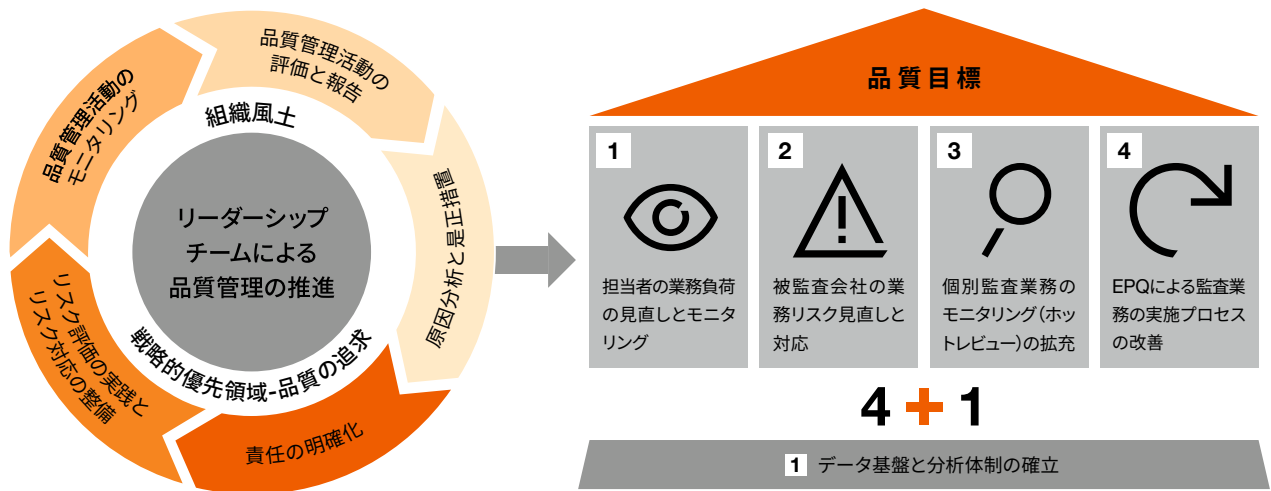 品質管理活動の
評価と報告
品質管理活動の
モニタリング
組織風土
リーダーシップ
チームによる
品質管理の推進
原因分析と是正措置
リスク評価の実践と
リスク対応の整備
戦略的優先領域-品質の追求
責任の明確化
品質目標
1
担当者の業務負荷
の見直しとモニタ
リング
2
被監査会社の業
務リスク見直しと
対応
3
個別監査業務の
モニタリング（ホッ
トレビュー）の拡充
4
EPQによる監査業
務の実施プロセス
の改善
4 + 1
1 データ基盤と分析体制の確立